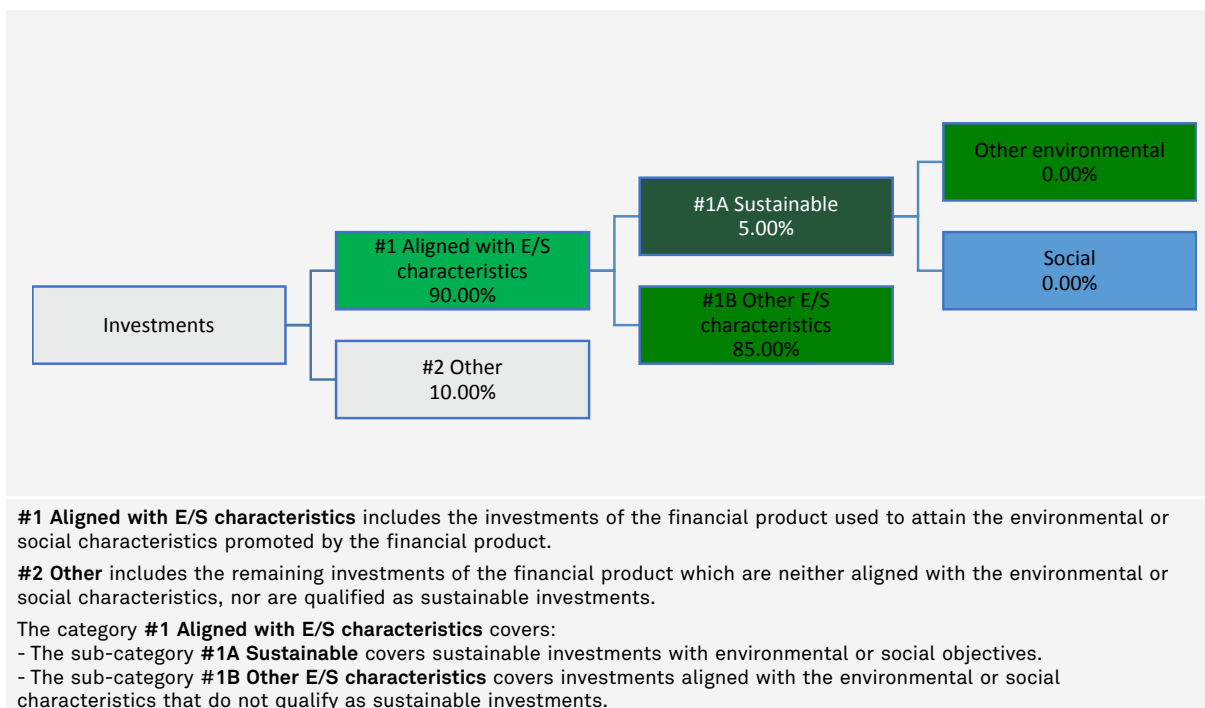 Investments
#1 Aligned with E/S
characteristics
90.00%
#2 Other
10.00%
#1A Sustainable
5.00%
#1B Other E/S
characteristics
85.00%
Other environmental
0.00%
Social
0.00%
#1 Aligned with E/S characteristics includes the investments of the financial product used to attain the environmental or
social characteristics promoted by the financial product.
#2 Other includes the remaining investments of the financial product which are neither aligned with the environmental or
social characteristics, nor are qualified as sustainable investments.
The category #1 Aligned with E/S characteristics covers:
- The sub-category #1A Sustainable covers sustainable investments with environmental or social objectives.
- The sub-category #1B Other E/S characteristics covers investments aligned with the environmental or social
characteristics that do not qualify as sustainable investments.